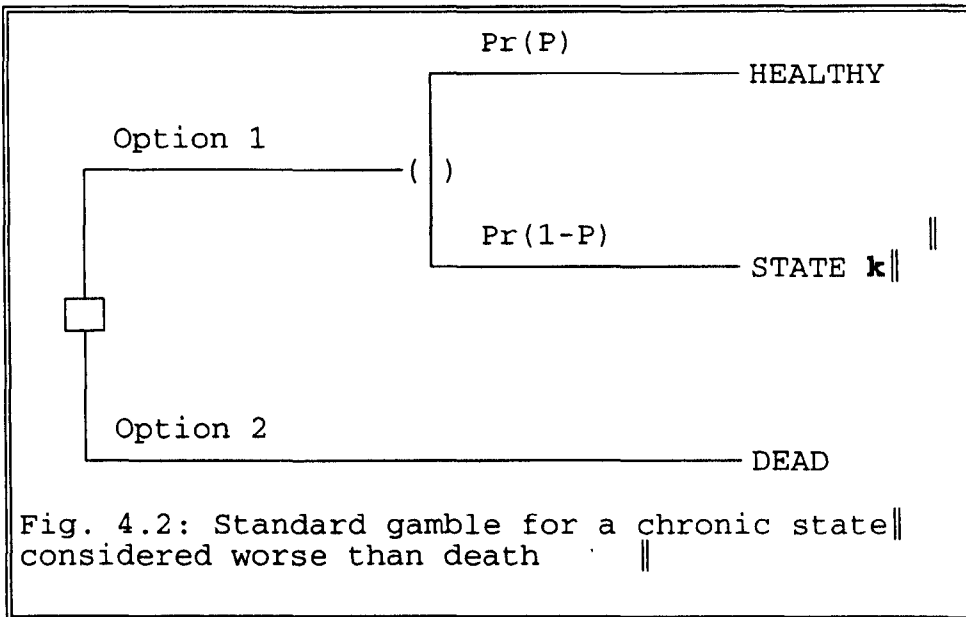 Pr(P)
HEALTHY
Option 1
( )
Pr(1-P)
STATE k
Option 2
DEAD
Fig. 4.2: Standard gamble for a chronic state
considered worse than death